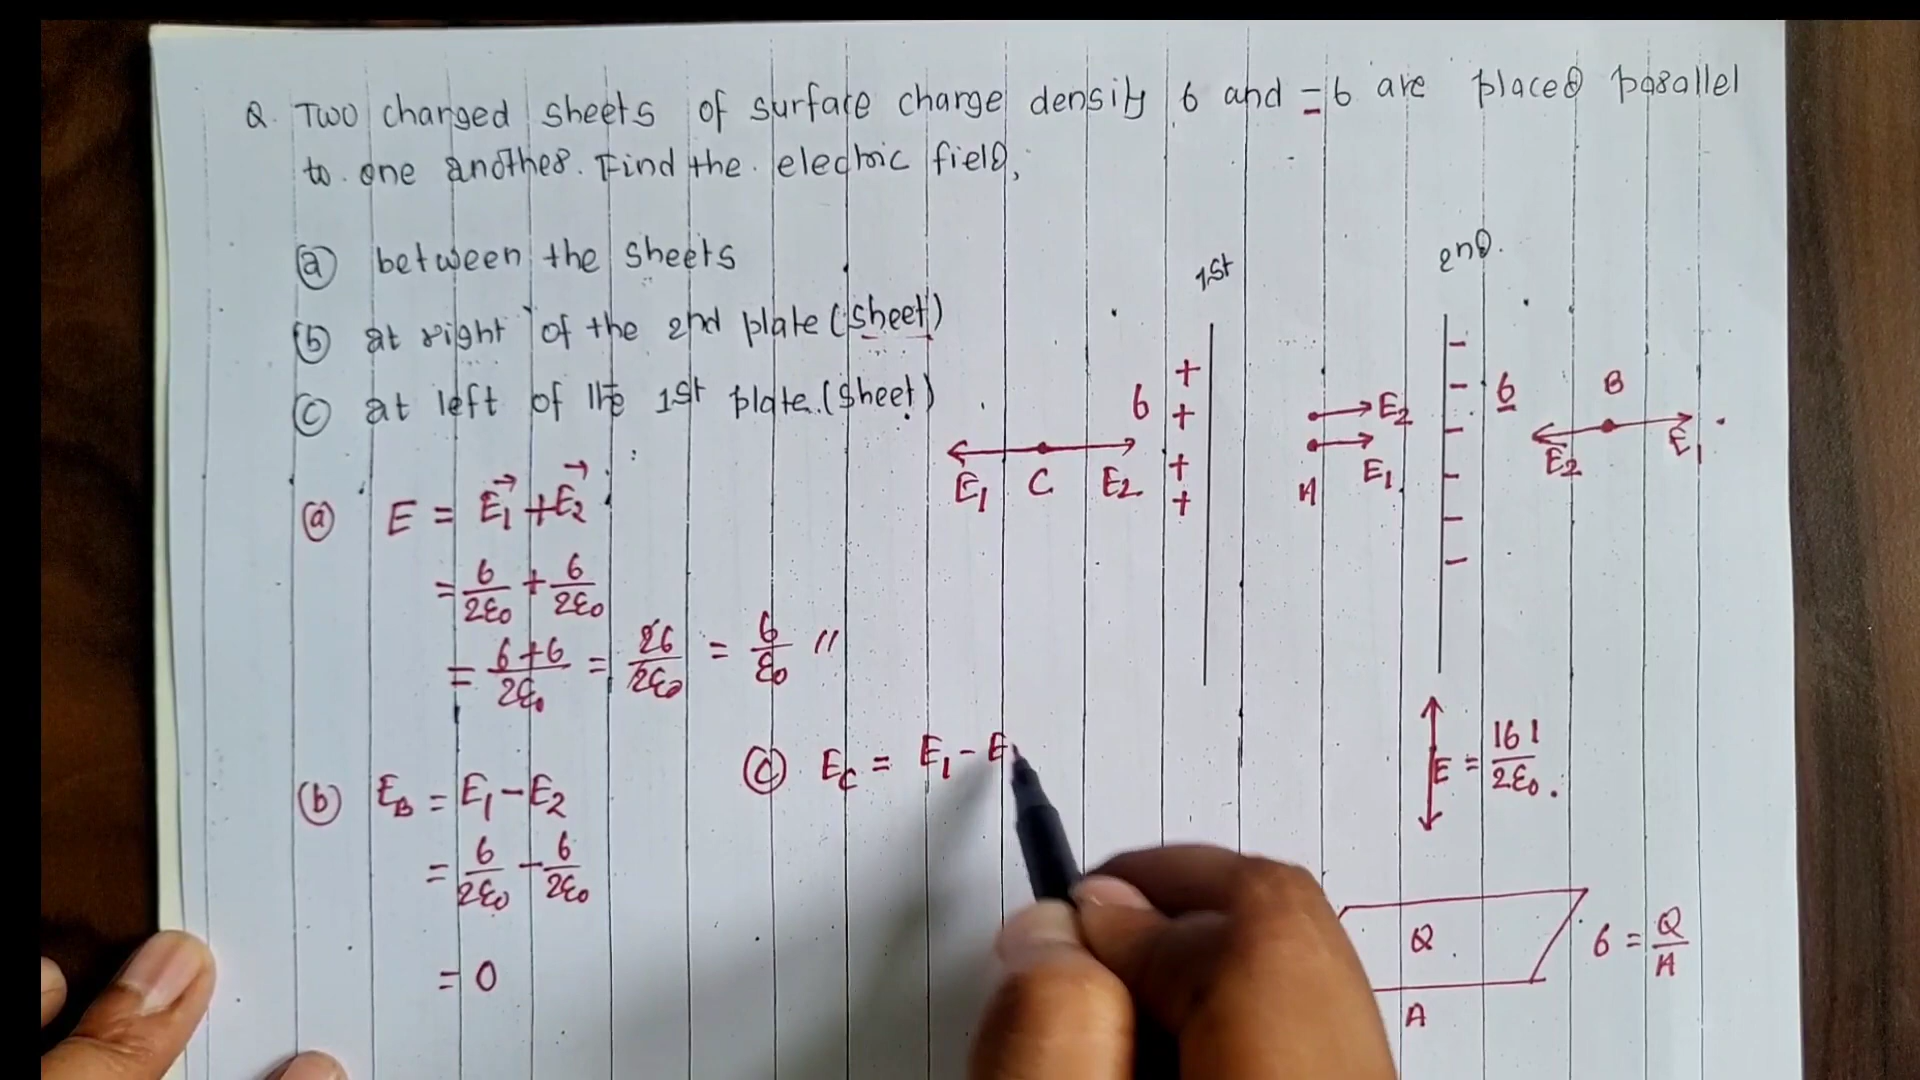 Q. Two charged sheets of surface charge density σ and -σ are placed parallel
to one another. Find the electric field,
(a) between the sheets
(b) at right of the 2nd plate (sheet)
(c) at left of the 1st plate. (sheet)
1st
2nd.
σ
+
+
+
+
E₁ C E₂
E₂
E₁
A
-
-
-
-
-
-
-
σ
B
E₂ E₁
(a) E = E₁→ + E₂→
= σ/2ε₀ + σ/2ε₀
= σ+σ/2ε₀ = 2σ/2ε₀ = σ/ε₀ //
(b) E_B = E₁ - E₂
= σ/2ε₀ - σ/2ε₀
= 0
(c) E_C = E₁ - E
E = |σ|/2ε₀.
Q
A
σ = Q/A